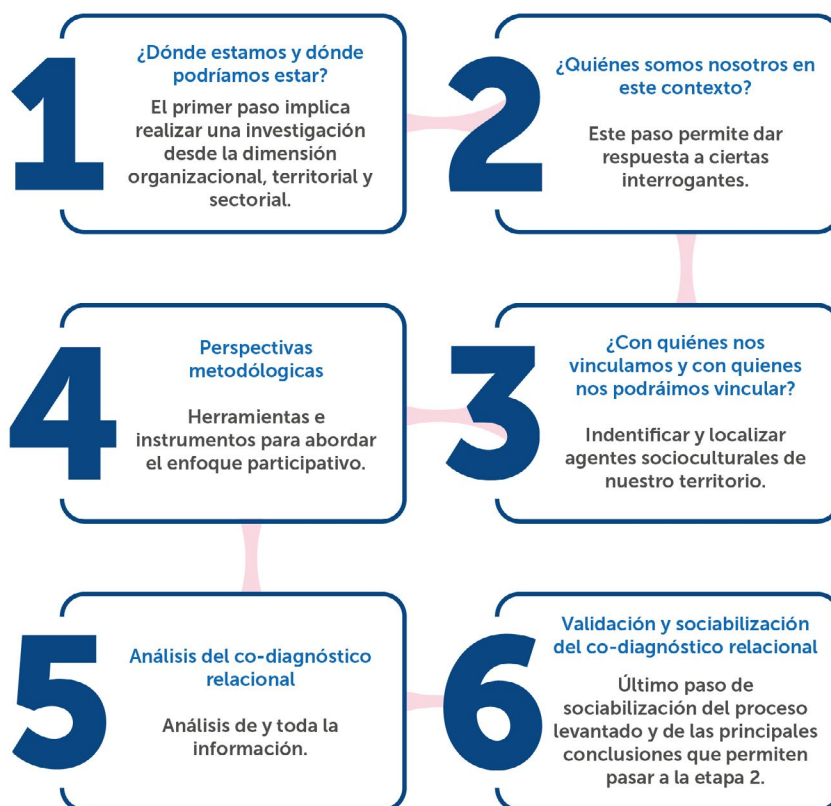 1
¿Dónde estamos y dónde
podríamos estar?
El primer paso implica
realizar una investigación
desde la dimensión
organizacional, territorial y
sectorial.
2
¿Quiénes somos nosotros en
este contexto?
Este paso permite dar
respuesta a ciertas
interrogantes.
3
¿Con quiénes nos
vinculamos y con quienes
nos podráimos vincular?
Indentificar y localizar
agentes socioculturales de
nuestro territorio.
4
Perspectivas
metodólogicas
Herramientas e
instrumentos para abordar
el enfoque participativo.
5
Análisis del co-diagnóstico
relacional
Análisis de y toda la
información.
6
Validación y sociabilización
del co-diagnóstico relacional
Último paso de
sociabilización del proceso
levantado y de las principales
conclusiones que permiten
pasar a la etapa 2.